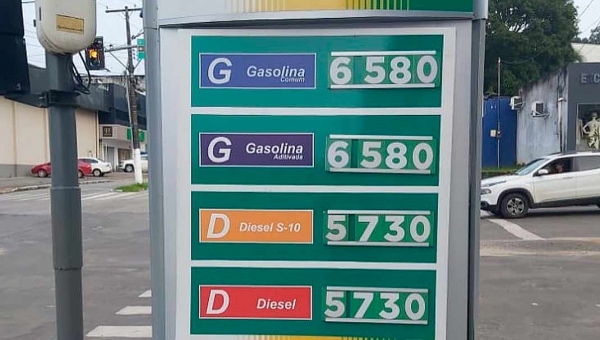 G Gasolina Comum 6 580
G Gasolina Aditivada 6 580
D Diesel S-10 5 730
D Diesel 5 730